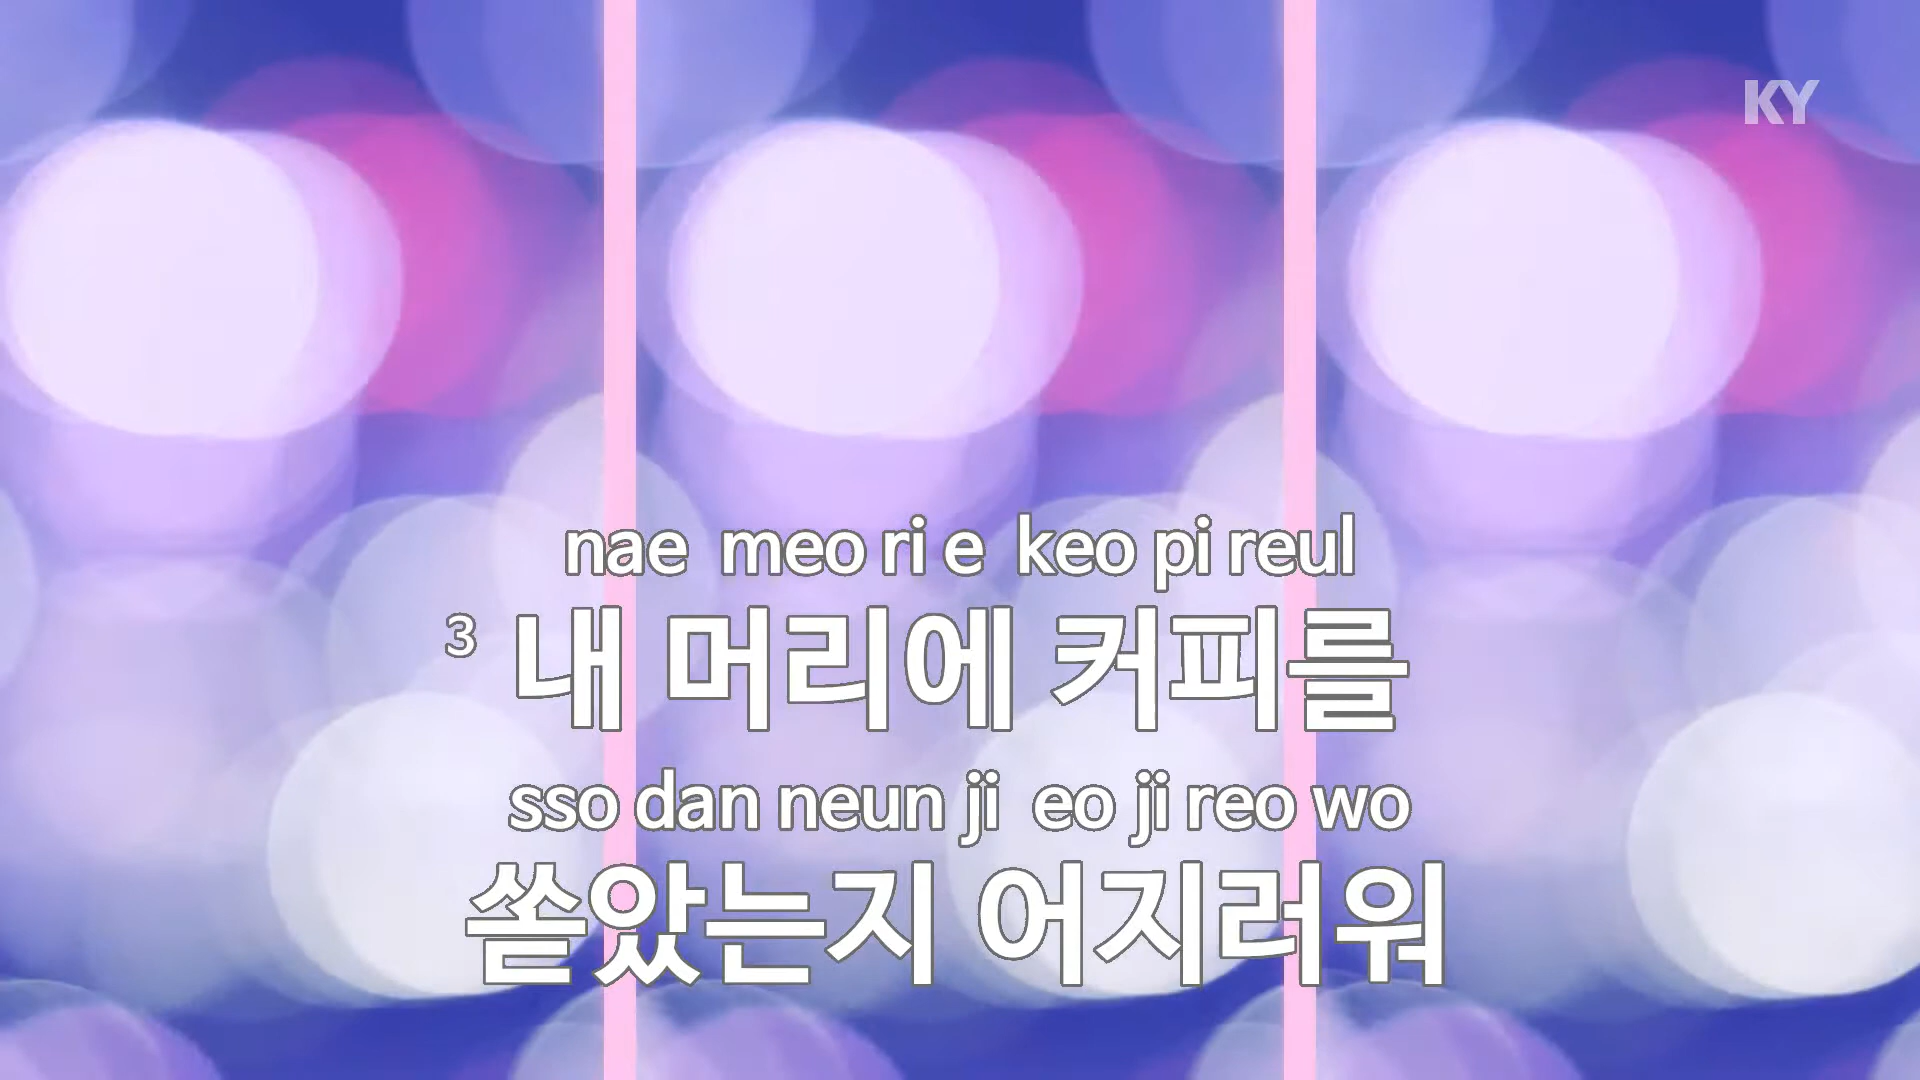 KY
nae meo ri e keo pi reul
3 내 머리에 커피를
sso dan neun ji eo ji reo wo
쏟았는지 어지러워